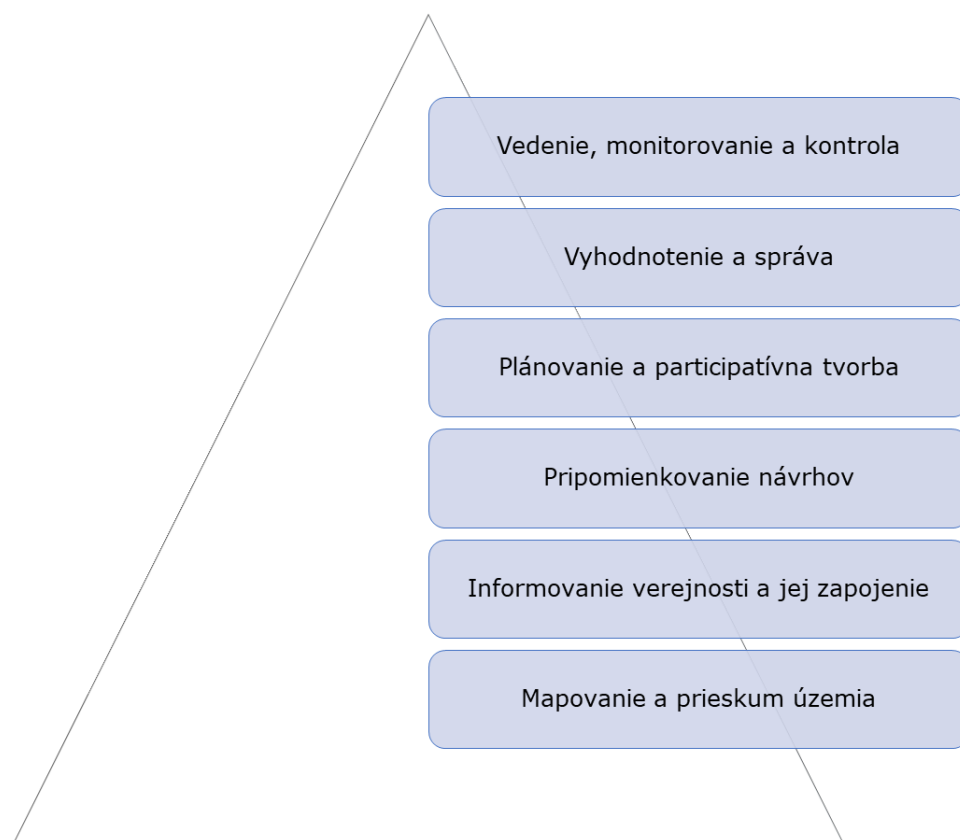 Vedenie, monitorovanie a kontrola
Vyhodnotenie a správa
Plánovanie a participatívna tvorba
Pripomienkovanie návrhov
Informovanie verejnosti a jej zapojenie
Mapovanie a prieskum územia